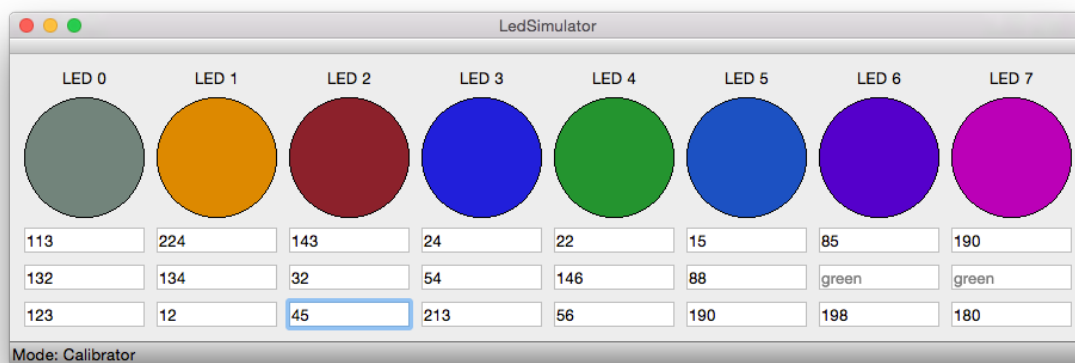 LedSimulator
LED 0 LED 1 LED 2 LED 3 LED 4 LED 5 LED 6 LED 7
113 224 143 24 22 15 85 190
132 134 32 54 146 88 green green
123 12 45 213 56 190 198 180
Mode: Calibrator